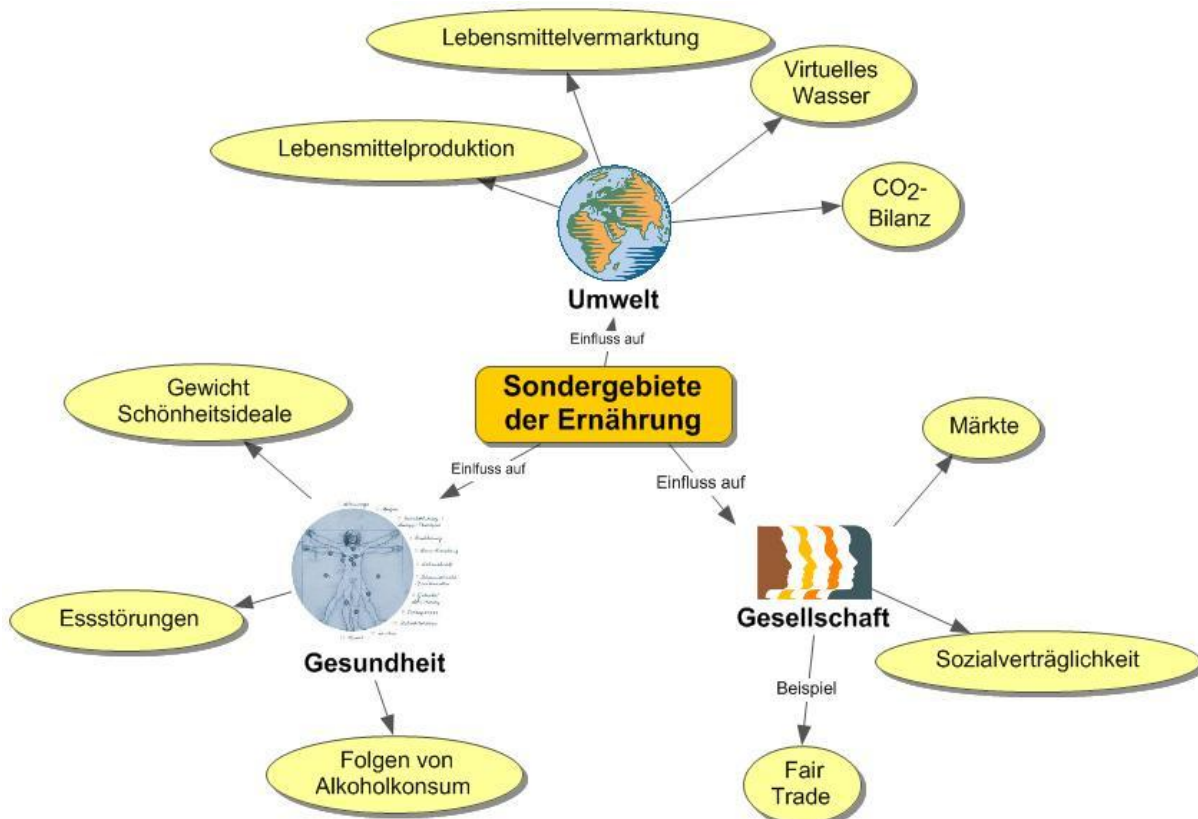 Lebensmittelvermarktung
Virtuelles
Wasser
Lebensmittelproduktion
CO2-
Bilanz
Umwelt
Einfluss auf
Sondergebiete
der Ernährung
Gewicht
Schönheitsideale
Märkte
Einlfuss auf
Einfluss auf
Essstörungen
Gesundheit
Gesellschaft
Sozialverträglichkeit
Beispiel
Folgen von
Alkoholkonsum
Fair
Trade